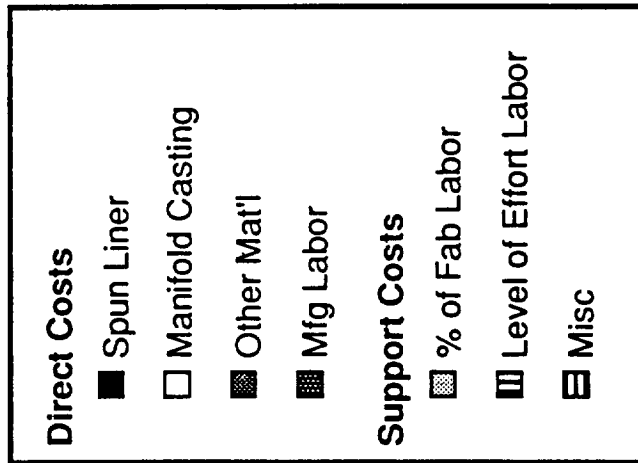 Direct Costs
Spun Liner
Manifold Casting
Other Mat'l
Mfg Labor
Support Costs
% of Fab Labor
Level of Effort Labor
Misc